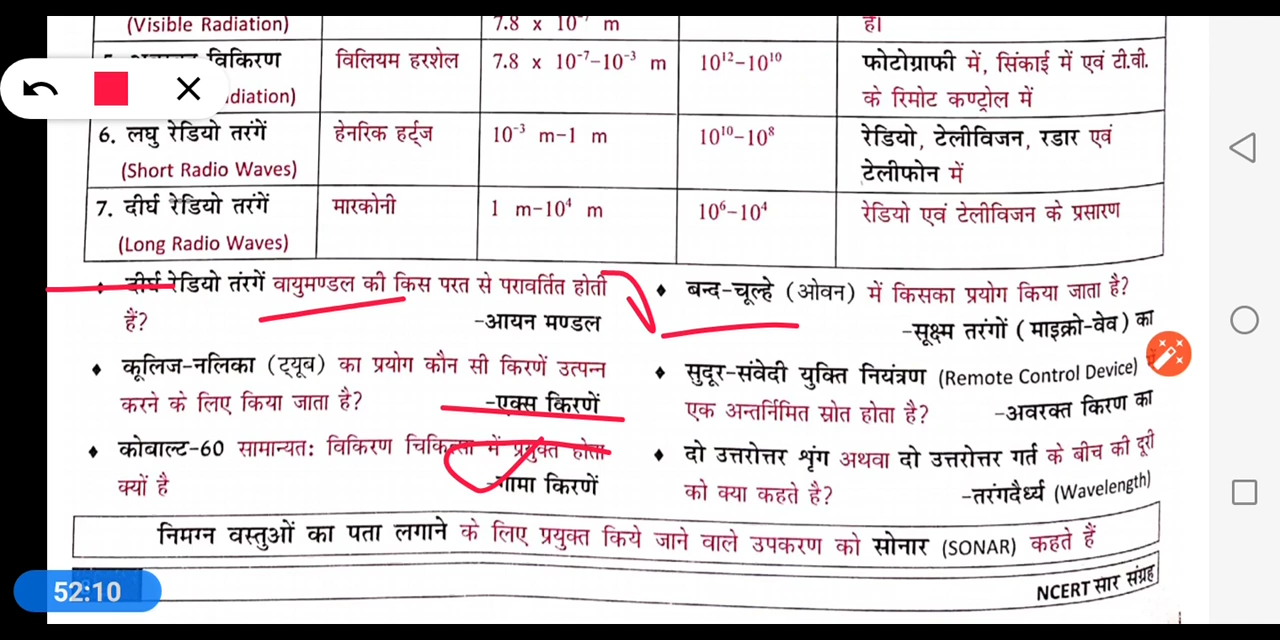 (Visible Radiation) 7.8 x 10⁻⁷ m है।
विकिरण विलियम हरशेल 7.8 x 10⁻⁷–10⁻³ m 10¹²–10¹⁰ फोटोग्राफी में, सिंकाई में एवं टी.वी.
diation) के रिमोट कण्ट्रोल में
6. लघु रेडियो तरंगें हेनरिक हर्ट्ज 10⁻³ m–1 m 10¹⁰–10⁸ रेडियो, टेलीविजन, रडार एवं
(Short Radio Waves) टेलीफोन में
7. दीर्घ रेडियो तरंगें मारकोनी 1 m–10⁴ m 10⁶–10⁴ रेडियो एवं टेलीविजन के प्रसारण
(Long Radio Waves)
♦ दीर्घ रेडियो तरंगें वायुमण्डल की किस परत से परावर्तित होती
हैं? -आयन मण्डल
♦ कूलिज-नलिका (ट्यूब) का प्रयोग कौन सी किरणें उत्पन्न
करने के लिए किया जाता है? -एक्स किरणें
♦ कोबाल्ट-60 सामान्यत: विकिरण चिकित्सा में प्रयुक्त होता
क्यों है -गामा किरणें
♦ बन्द-चूल्हे (ओवन) में किसका प्रयोग किया जाता है?
-सूक्ष्म तरंगों (माइक्रो-वेव) का
♦ सुदूर-संवेदी युक्ति नियंत्रण (Remote Control Device)
एक अन्तर्निमित स्रोत होता है? -अवरक्त किरण का
♦ दो उत्तरोत्तर शृंग अथवा दो उत्तरोत्तर गर्त के बीच की दूरी
को क्या कहते है? -तरंगदैर्ध्य (Wavelength)
निमग्न वस्तुओं का पता लगाने के लिए प्रयुक्त किये जाने वाले उपकरण को सोनार (SONAR) कहते हैं
52:10
NCERT सार संग्रह